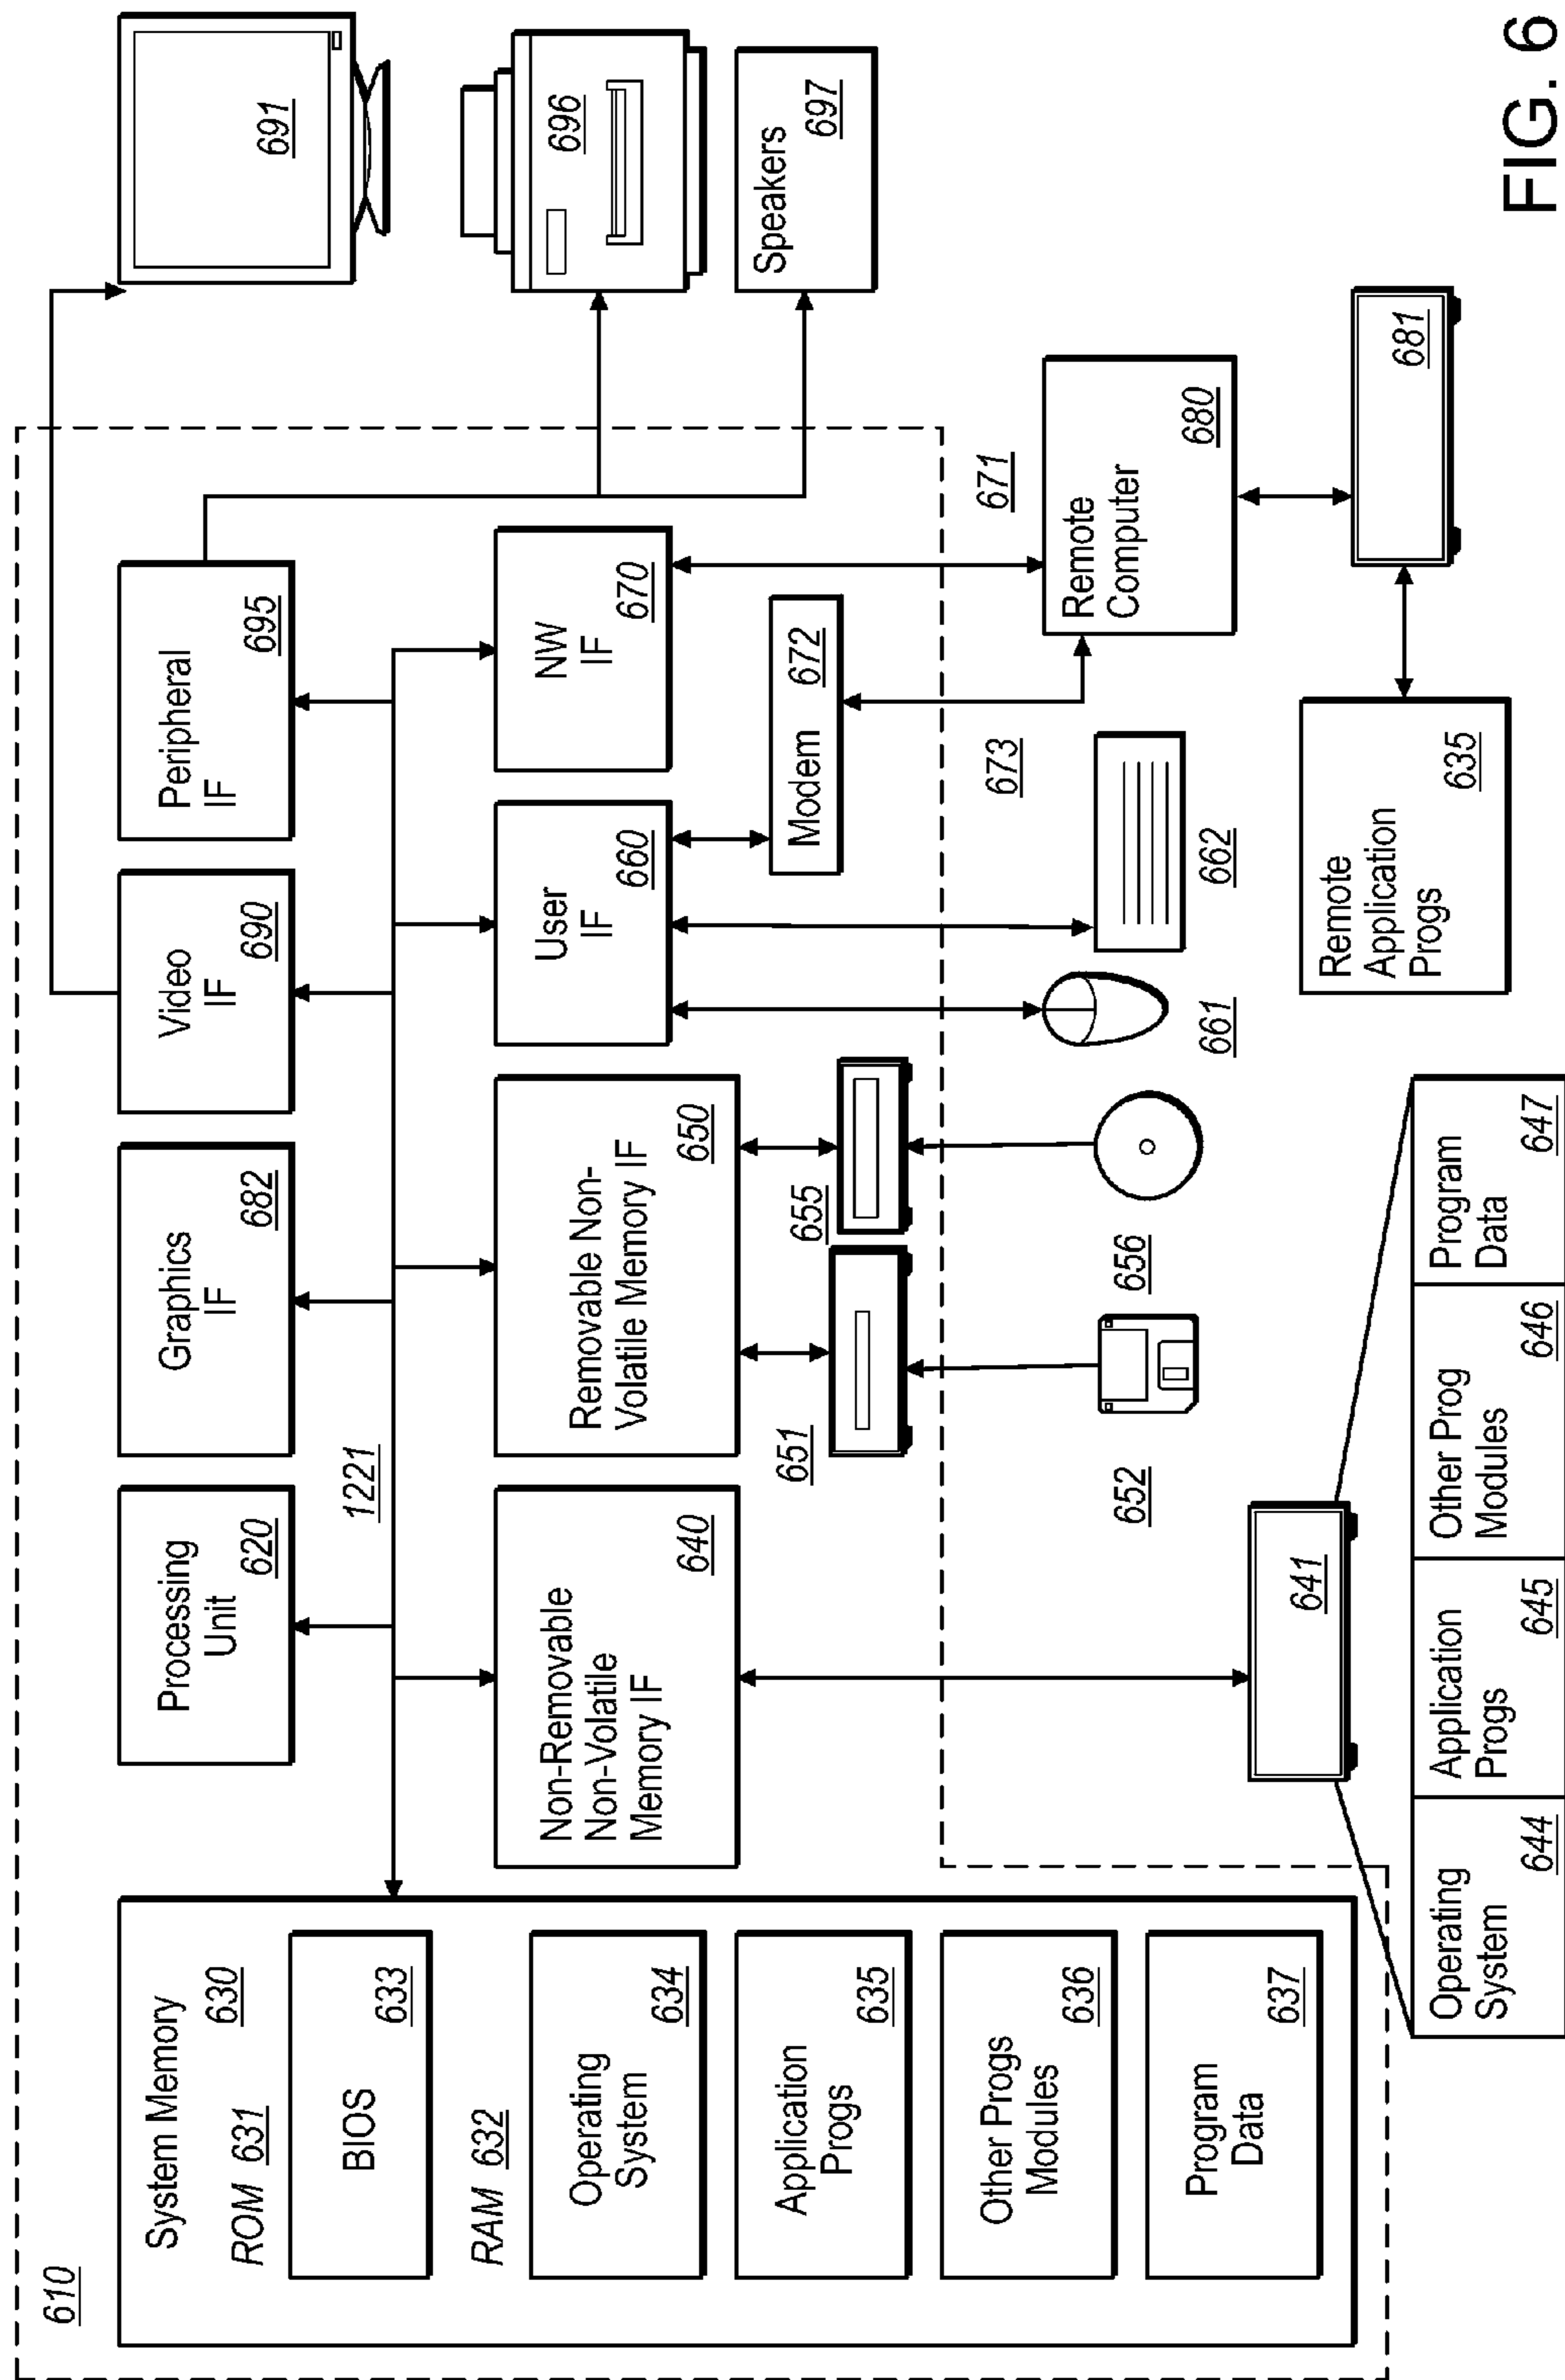 610
System Memory
630
ROM 631
BIOS
633
RAM 632
Operating
System
634
Application
Progs
635
Other Progs
Modules
636
Program
Data
637
Processing
Unit
620
Graphics
IF
682
Video
IF
690
Peripheral
IF
695
1221
Non-Removable
Non-Volatile
Memory IF
640
Removable Non-
Volatile Memory IF
650
User
IF
660
NW
IF
670
651
655
Modem
672
691
696
Speakers
697
652
656
661
662
673
671
Remote
Computer
680
641
681
Remote
Application
Progs
635
Operating
System
644
Application
Progs
645
Other Prog
Modules
646
Program
Data
647
FIG. 6